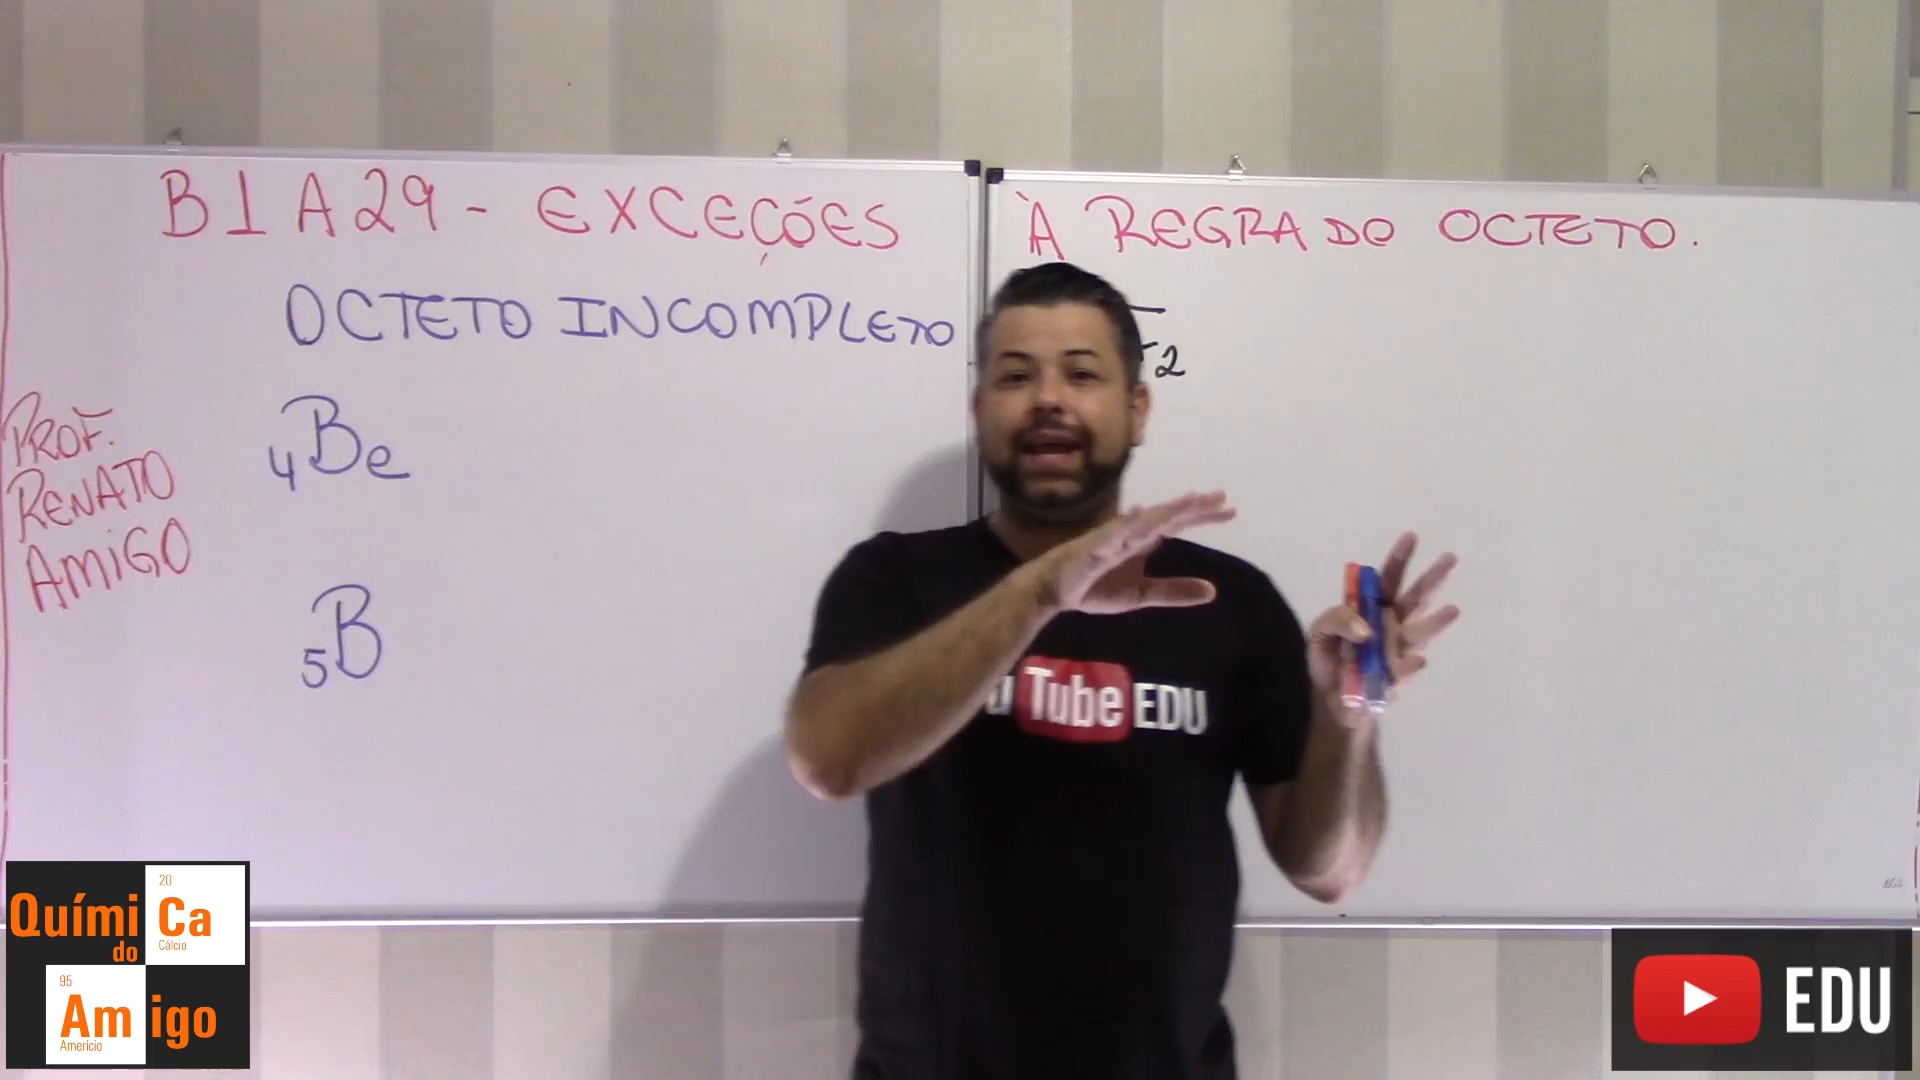 B1 A29 - EXCEÇÕES À REGRA DO OCTETO.
OCTETO INCOMPLETO
2
PROF.
RENATO
AMIGO
4Be
5B
Tube EDU
20
Quími Ca
do Cálcio
95
Am igo
Amerício
EDU